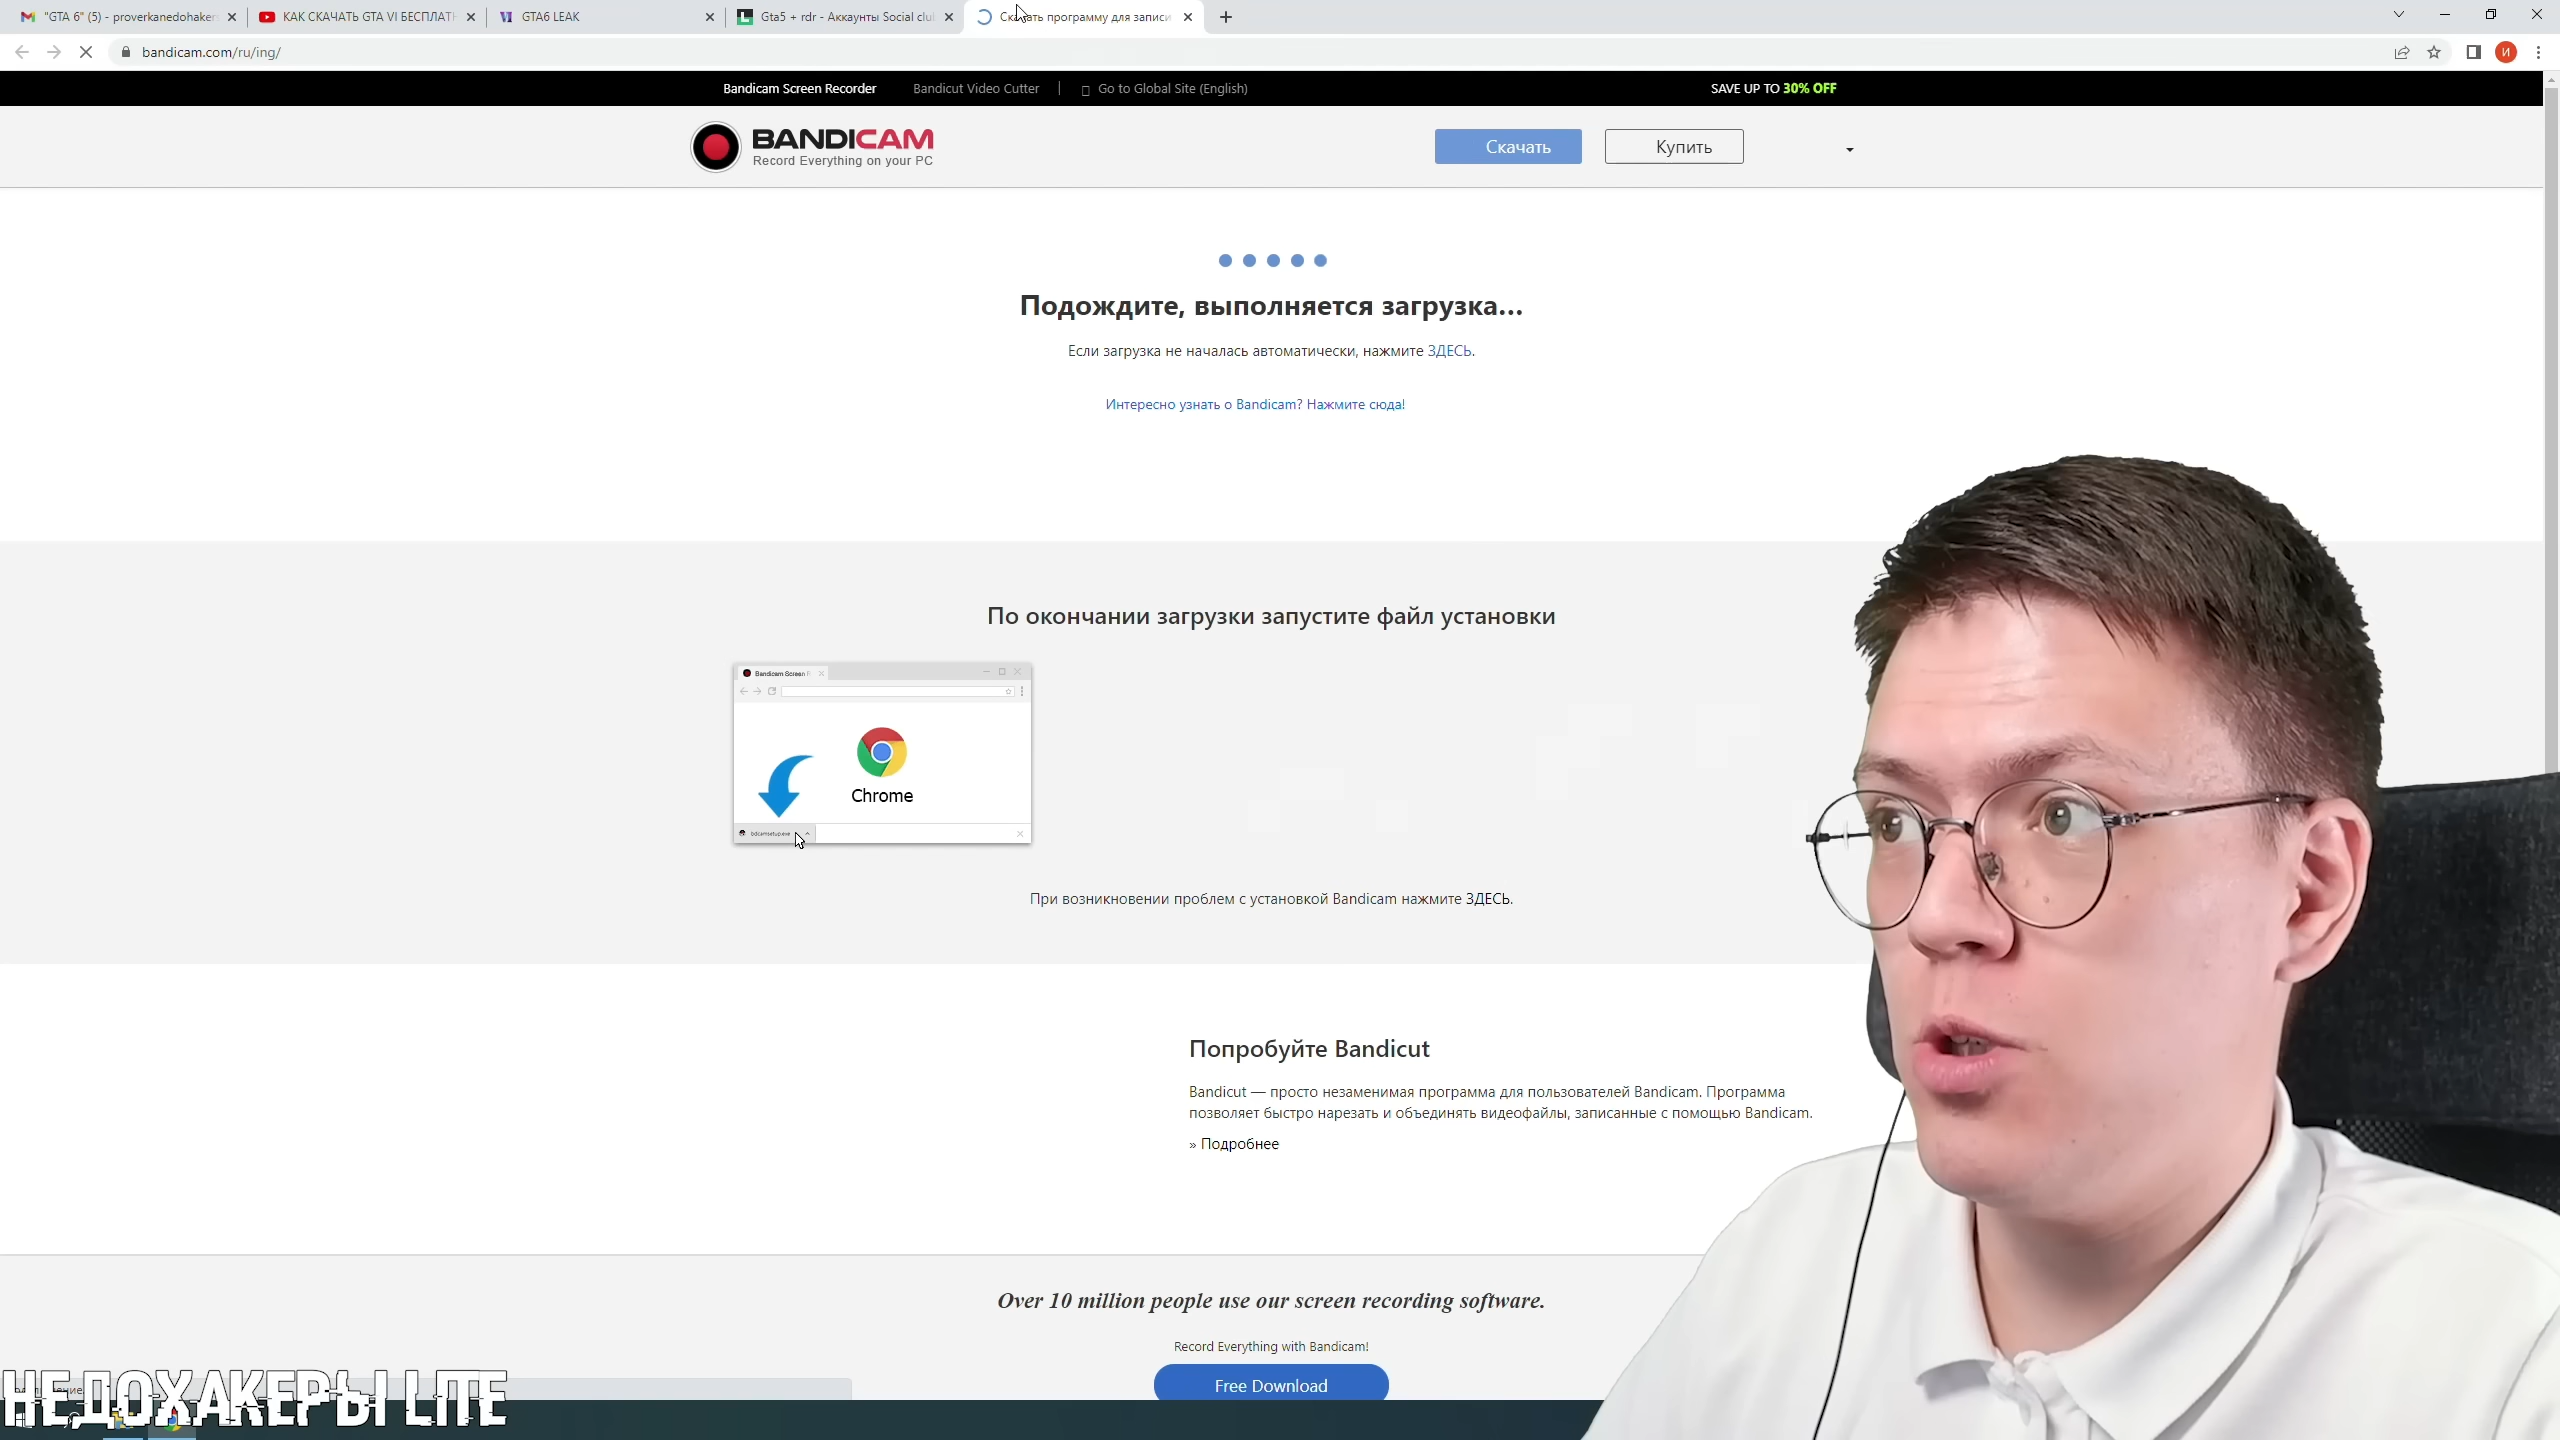 "GTA 6" (5) - proverkanedohaker
КАК СКАЧАТЬ GTA VI БЕСПЛАТН
GTA6 LEAK
Gta5 + rdr - Аккаунты Social clu
Скачать программу для записи
bandicam.com/ru/ing/
И
Bandicam Screen Recorder
Bandicut Video Cutter
Go to Global Site (English)
SAVE UP TO 30% OFF
BANDICAM
Record Everything on your PC
Скачать
Купить
Подождите, выполняется загрузка...
Если загрузка не началась автоматически, нажмите ЗДЕСЬ.
Интересно узнать о Bandicam? Нажмите сюда!
По окончании загрузки запустите файл установки
Bandicam Screen R
Chrome
bdcamsetup.exe
При возникновении проблем с установкой Bandicam нажмите ЗДЕСЬ.
Попробуйте Bandicut
Bandicut — просто незаменимая программа для пользователей Bandicam. Программа
позволяет быстро нарезать и объединять видеофайлы, записанные с помощью Bandicam.
» Подробнее
Over 10 million people use our screen recording software.
Record Everything with Bandicam!
Free Download
НЕДОХАКЕРЫ LITE